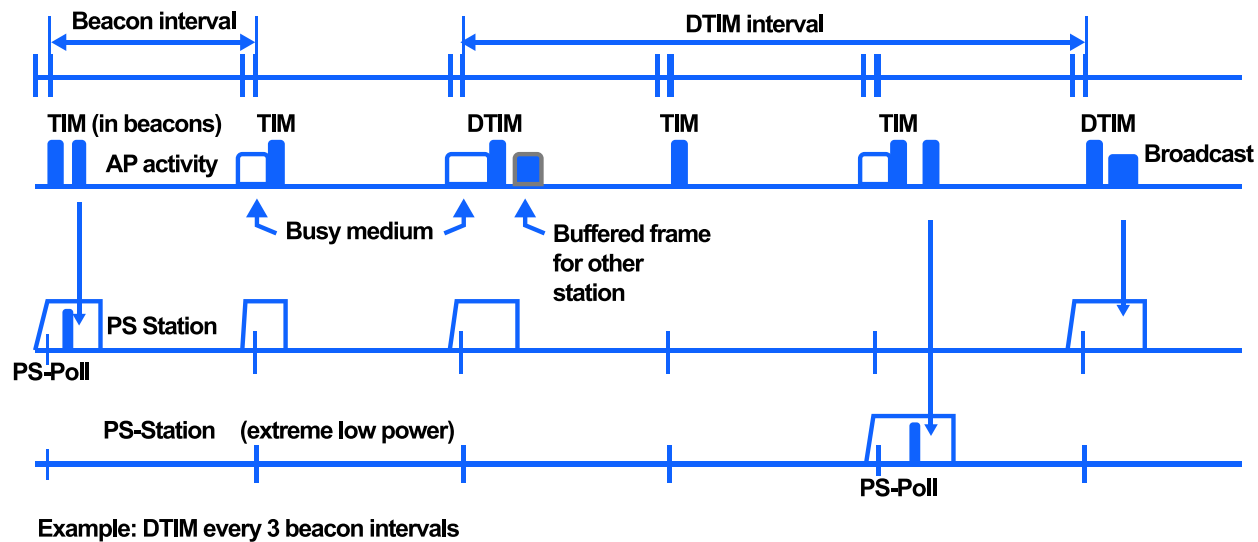 Beacon interval
DTIM interval
TIM (in beacons)
TIM
DTIM
TIM
TIM
DTIM
AP activity
Broadcast
Busy medium
Buffered frame
for other
station
PS Station
PS-Poll
PS-Station (extreme low power)
PS-Poll
Example: DTIM every 3 beacon intervals